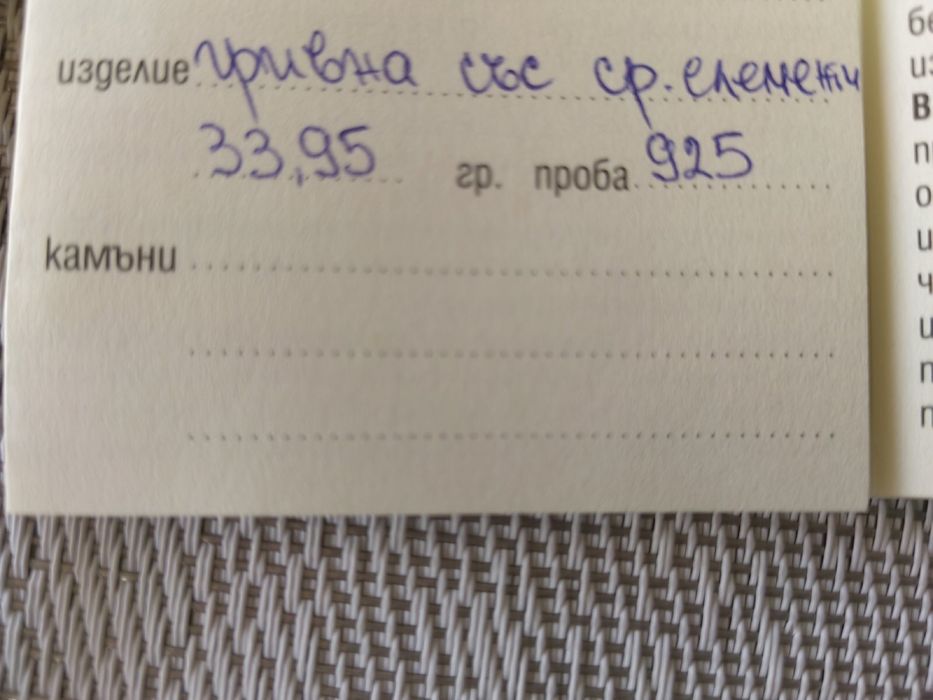 изделие гривна със ср. елементи
33,95 гр. проба 925
камъни
В